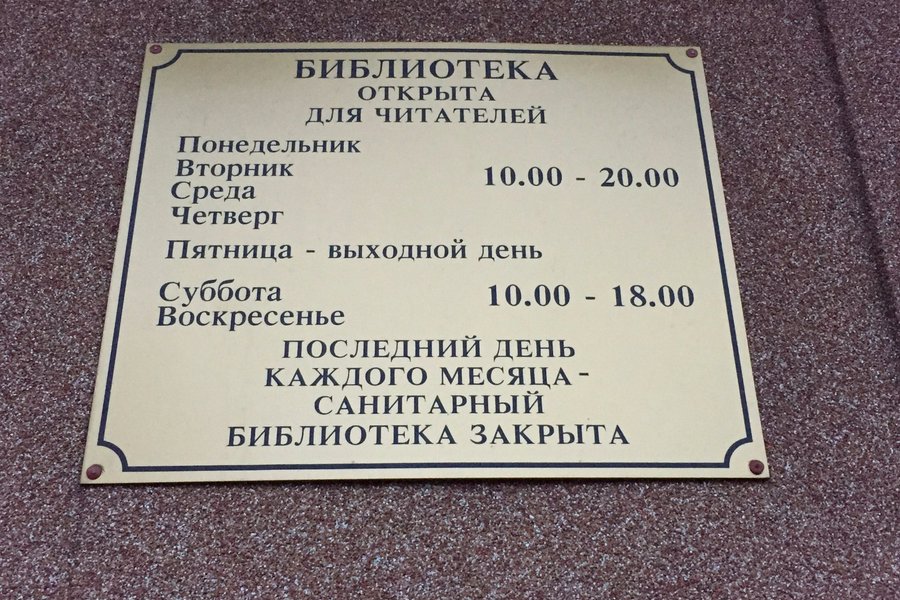 БИБЛИОТЕКА
ОТКРЫТА
ДЛЯ ЧИТАТЕЛЕЙ
Понедельник
Вторник
10.00 - 20.00
Среда
Четверг
Пятница - выходной день
Суббота 10.00 - 18.00
Воскресенье
ПОСЛЕДНИЙ ДЕНЬ
КАЖДОГО МЕСЯЦА -
САНИТАРНЫЙ
БИБЛИОТЕКА ЗАКРЫТА